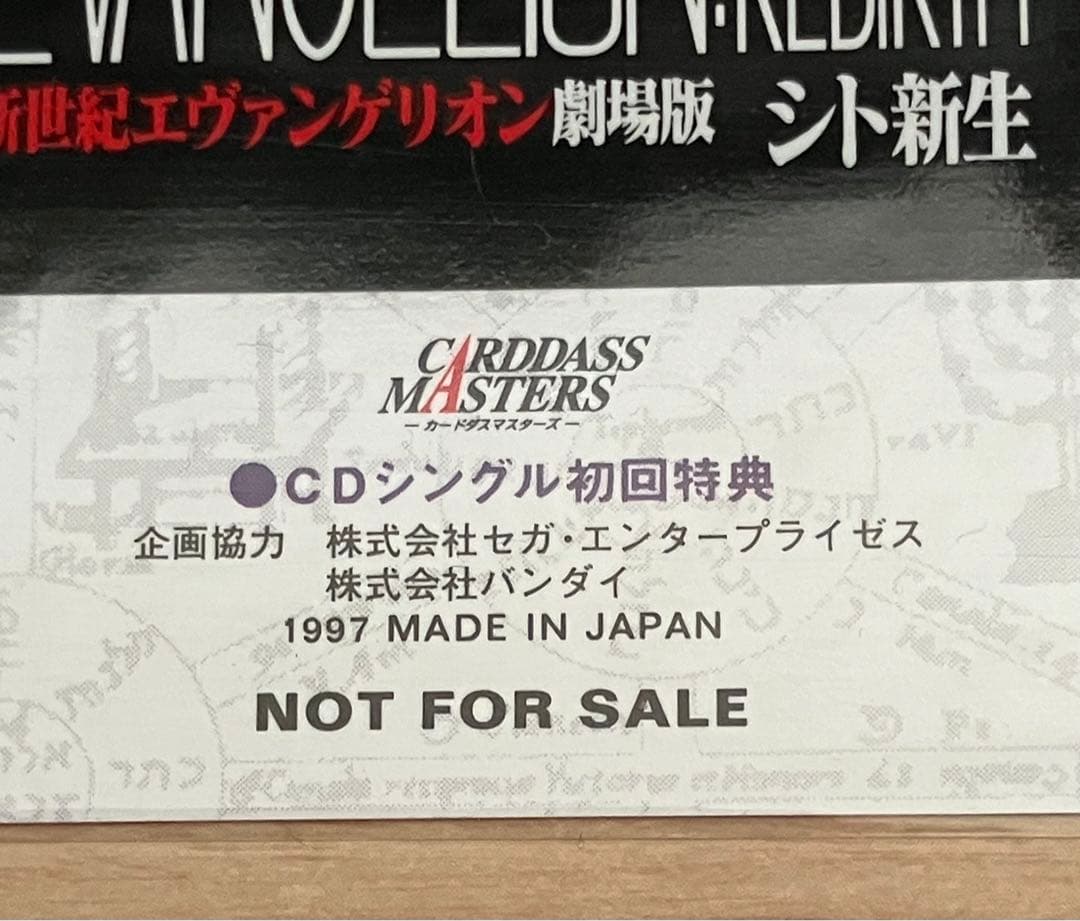 EVANGELION:REBIRTH
新世紀エヴァンゲリオン劇場版 シト新生
CARDDASS
MASTERS
ーカードダスマスターズー
●CDシングル初回特典
企画協力 株式会社セガ・エンタープライゼス
株式会社バンダイ
1997 MADE IN JAPAN
NOT FOR SALE